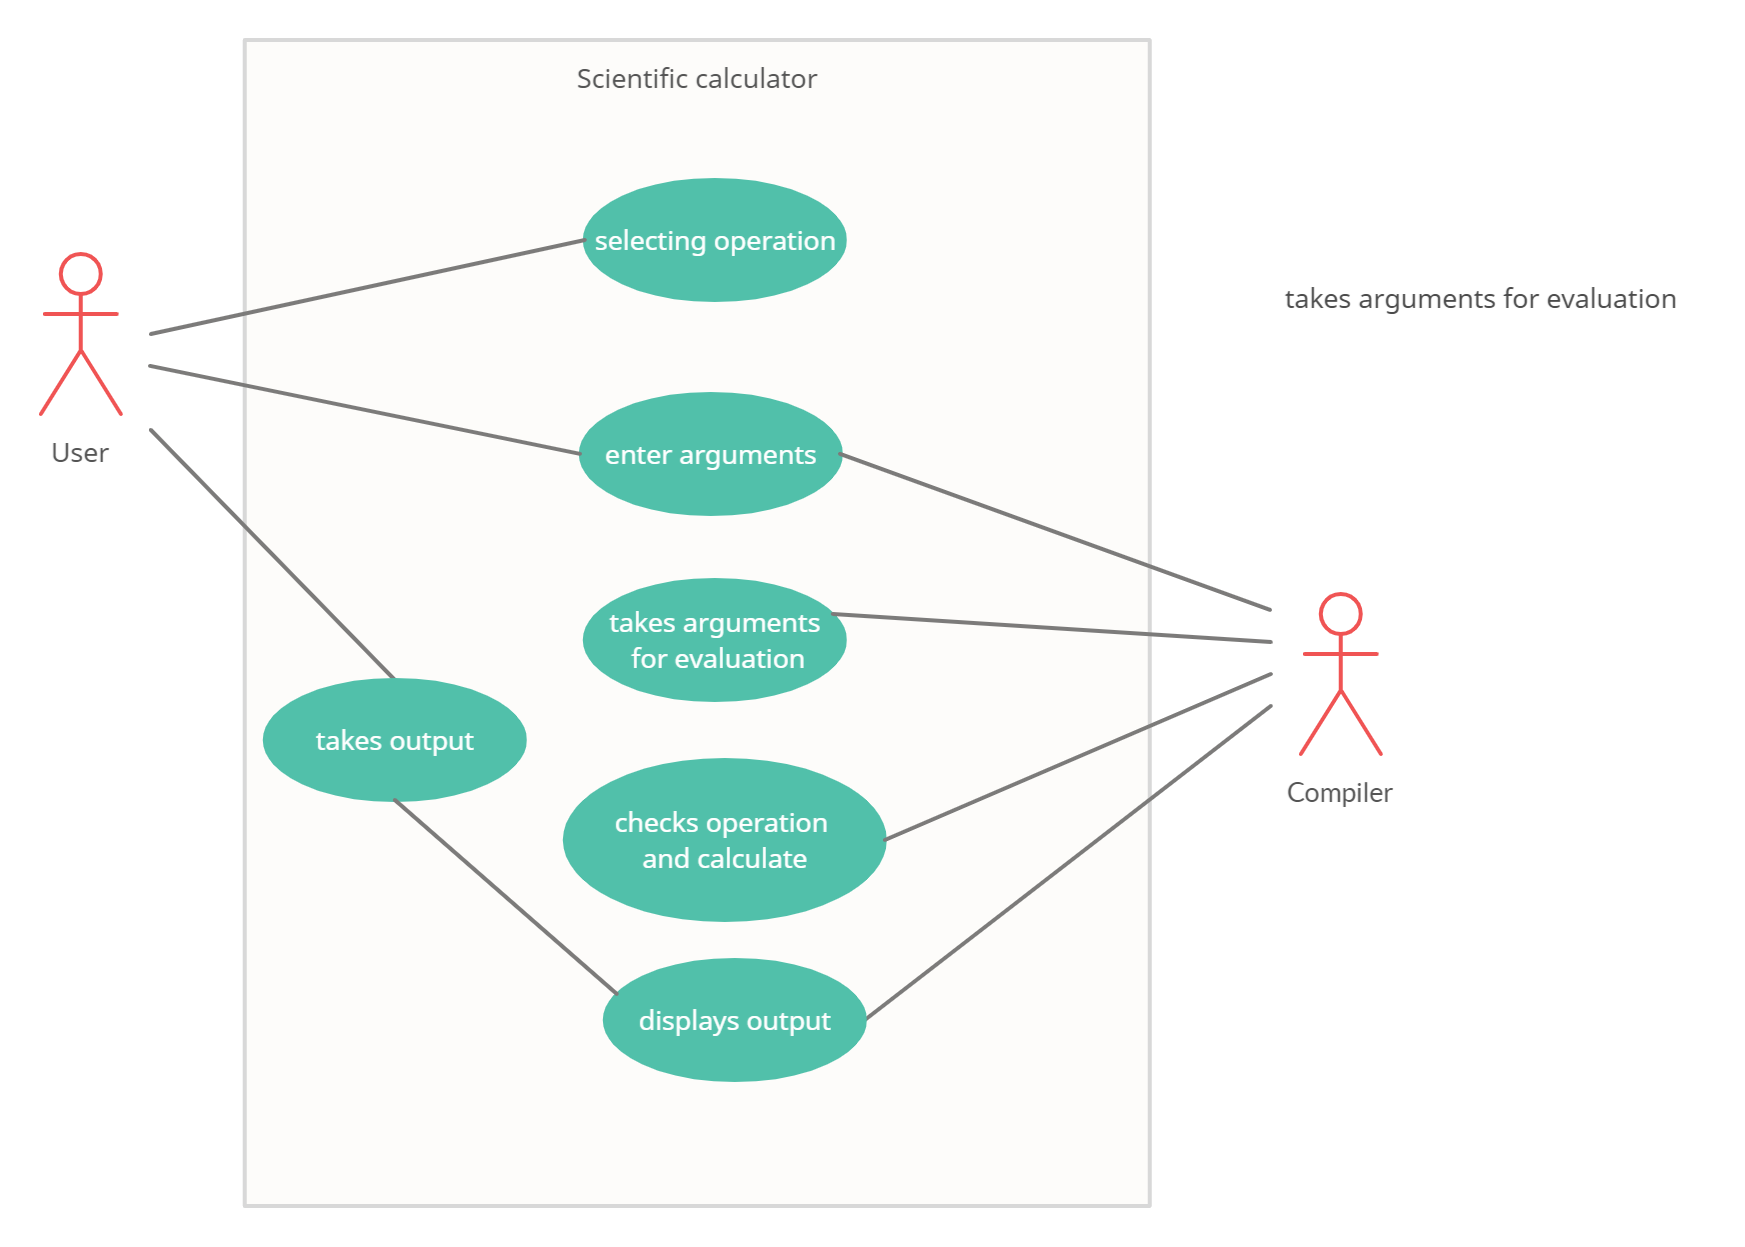 Scientific calculator
selecting operation
takes arguments for evaluation
User
enter arguments
takes arguments
for evaluation
takes output
Compiler
checks operation
and calculate
displays output